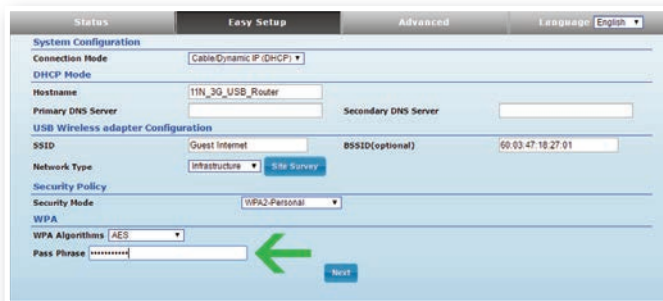 Status Easy Setup Advanced Language English
System Configuration
Connection Mode Cable/Dynamic IP (DHCP)
DHCP Mode
Hostname 11N_3G_USB_Router
Primary DNS Server Secondary DNS Server
USB Wireless adapter Configuration
SSID Guest Internet BSSID(optional) 60:03:47:18:27:01
Network Type Infrastructure Site Survey
Security Policy
Security Mode WPA2-Personal
WPA
WPA Algorithms AES
Pass Phrase •••••••••••
Next